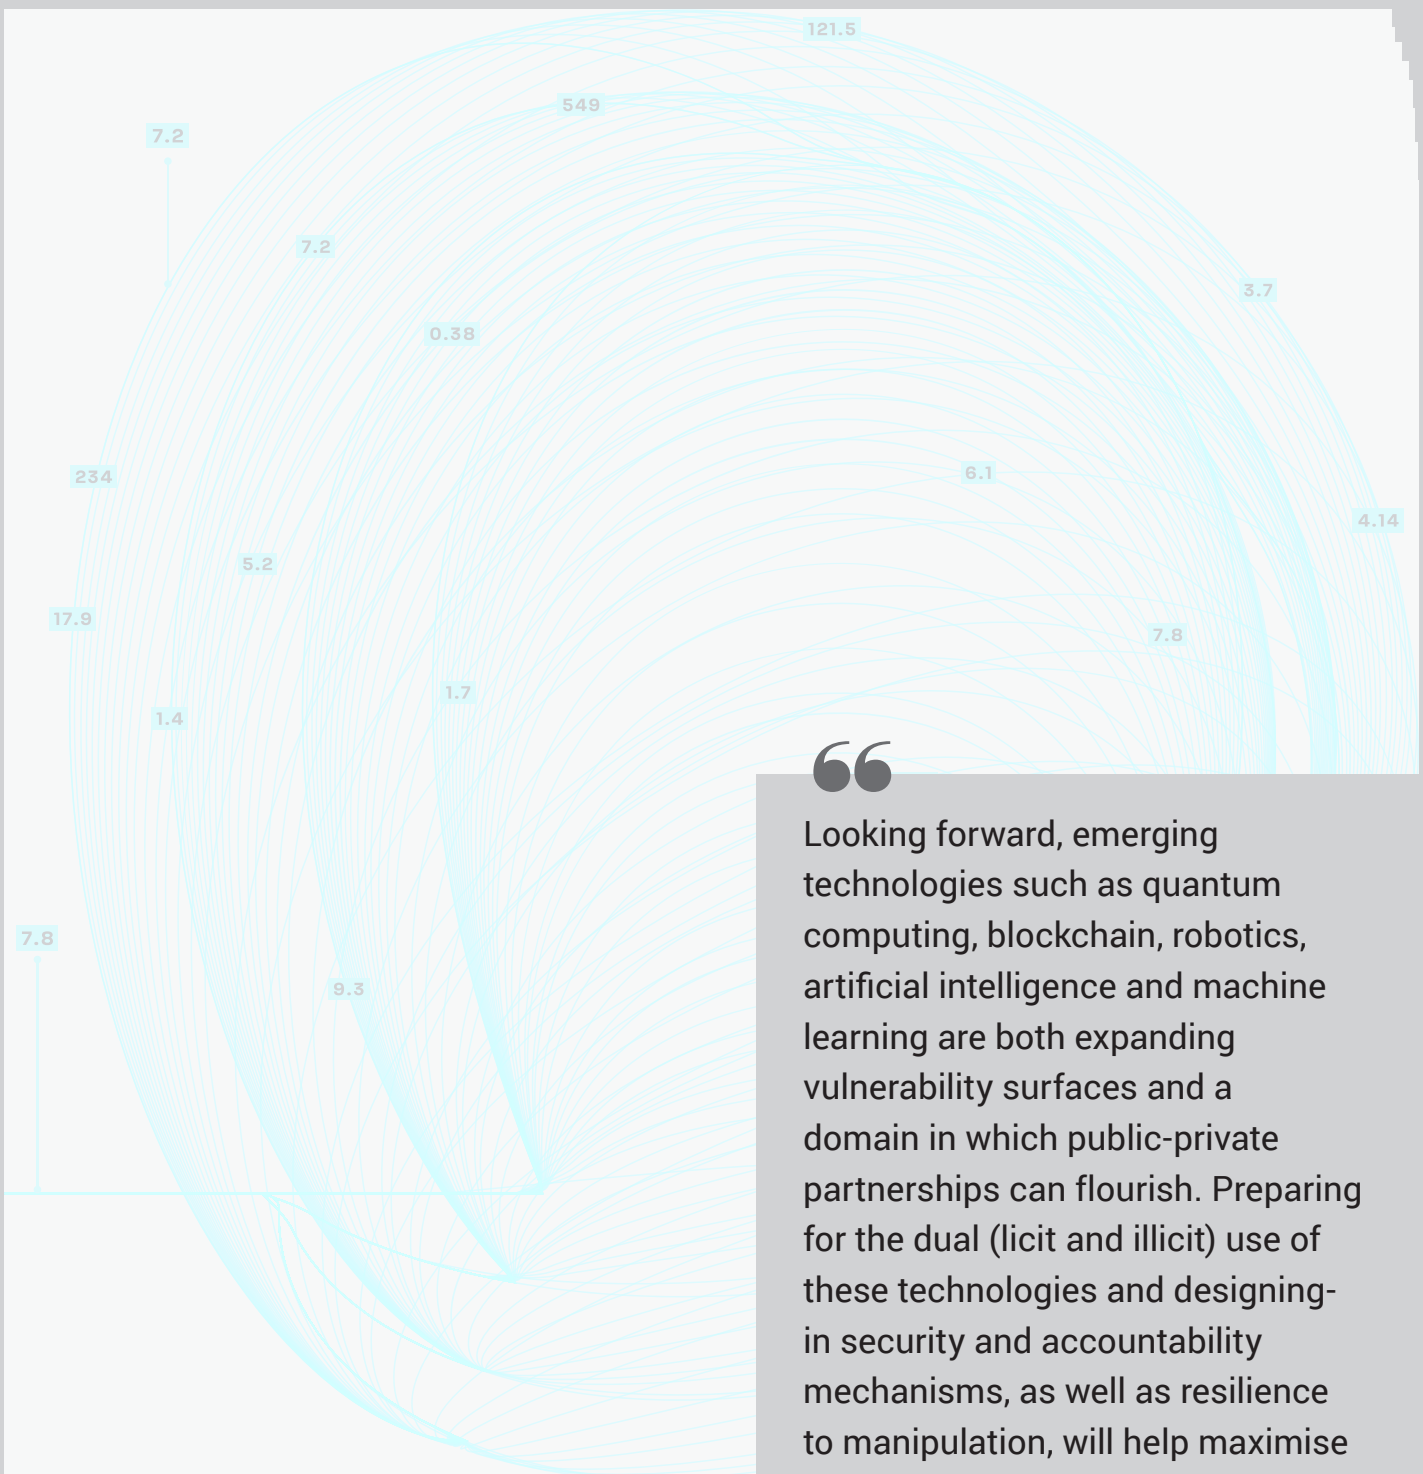 121.5
549
7.2
7.2
3.7
0.38
6.1
234
4.14
5.2
17.9
7.8
1.7
1.4
“
Looking forward, emerging
technologies such as quantum
computing, blockchain, robotics,
artificial intelligence and machine
learning are both expanding
vulnerability surfaces and a
domain in which public-private
partnerships can flourish. Preparing
for the dual (licit and illicit) use of
these technologies and designing-
in security and accountability
mechanisms, as well as resilience
to manipulation, will help maximise
7.8
9.3